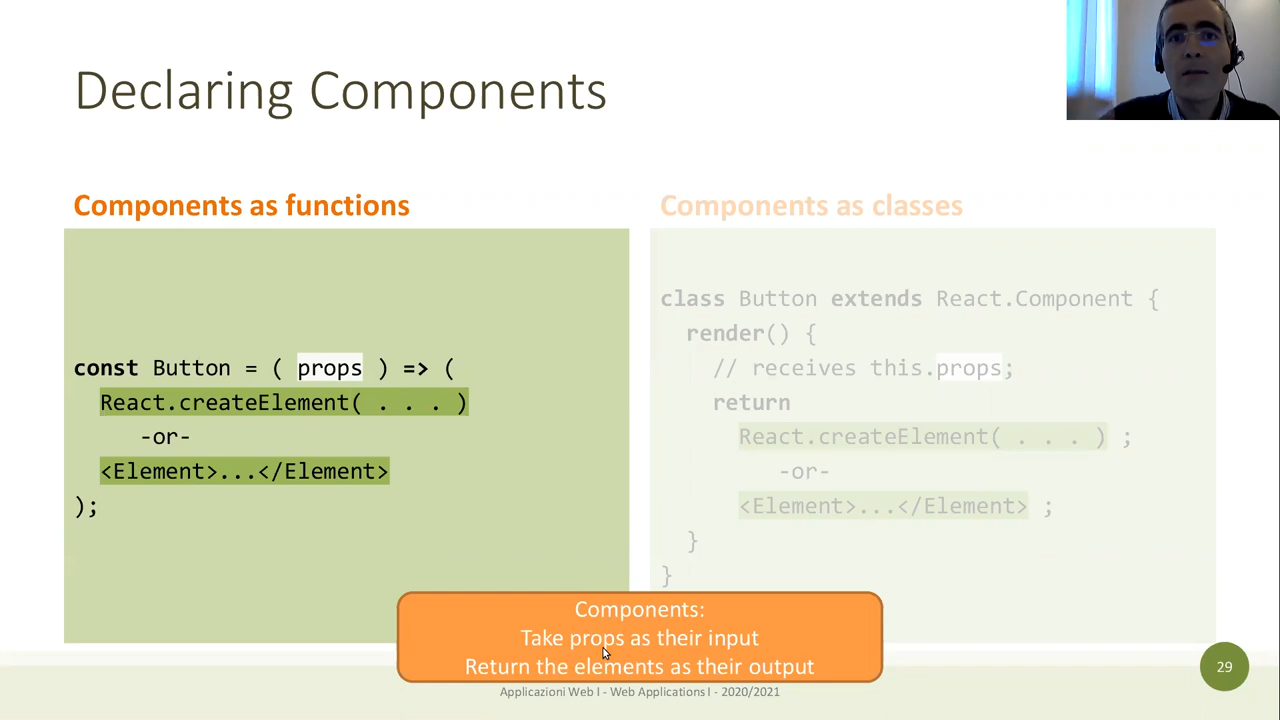 Declaring Components
Components as functions
const Button = ( props ) => (
React.createElement( . . . )
-or-
<Element>...</Element>
);
Components as classes
class Button extends React.Component {
render() {
// receives this.props;
return
React.createElement( . . . ) ;
-or-
<Element>...</Element> ;
}
}
Components:
Take props as their input
Return the elements as their output
Applicazioni Web I - Web Applications I - 2020/2021
29